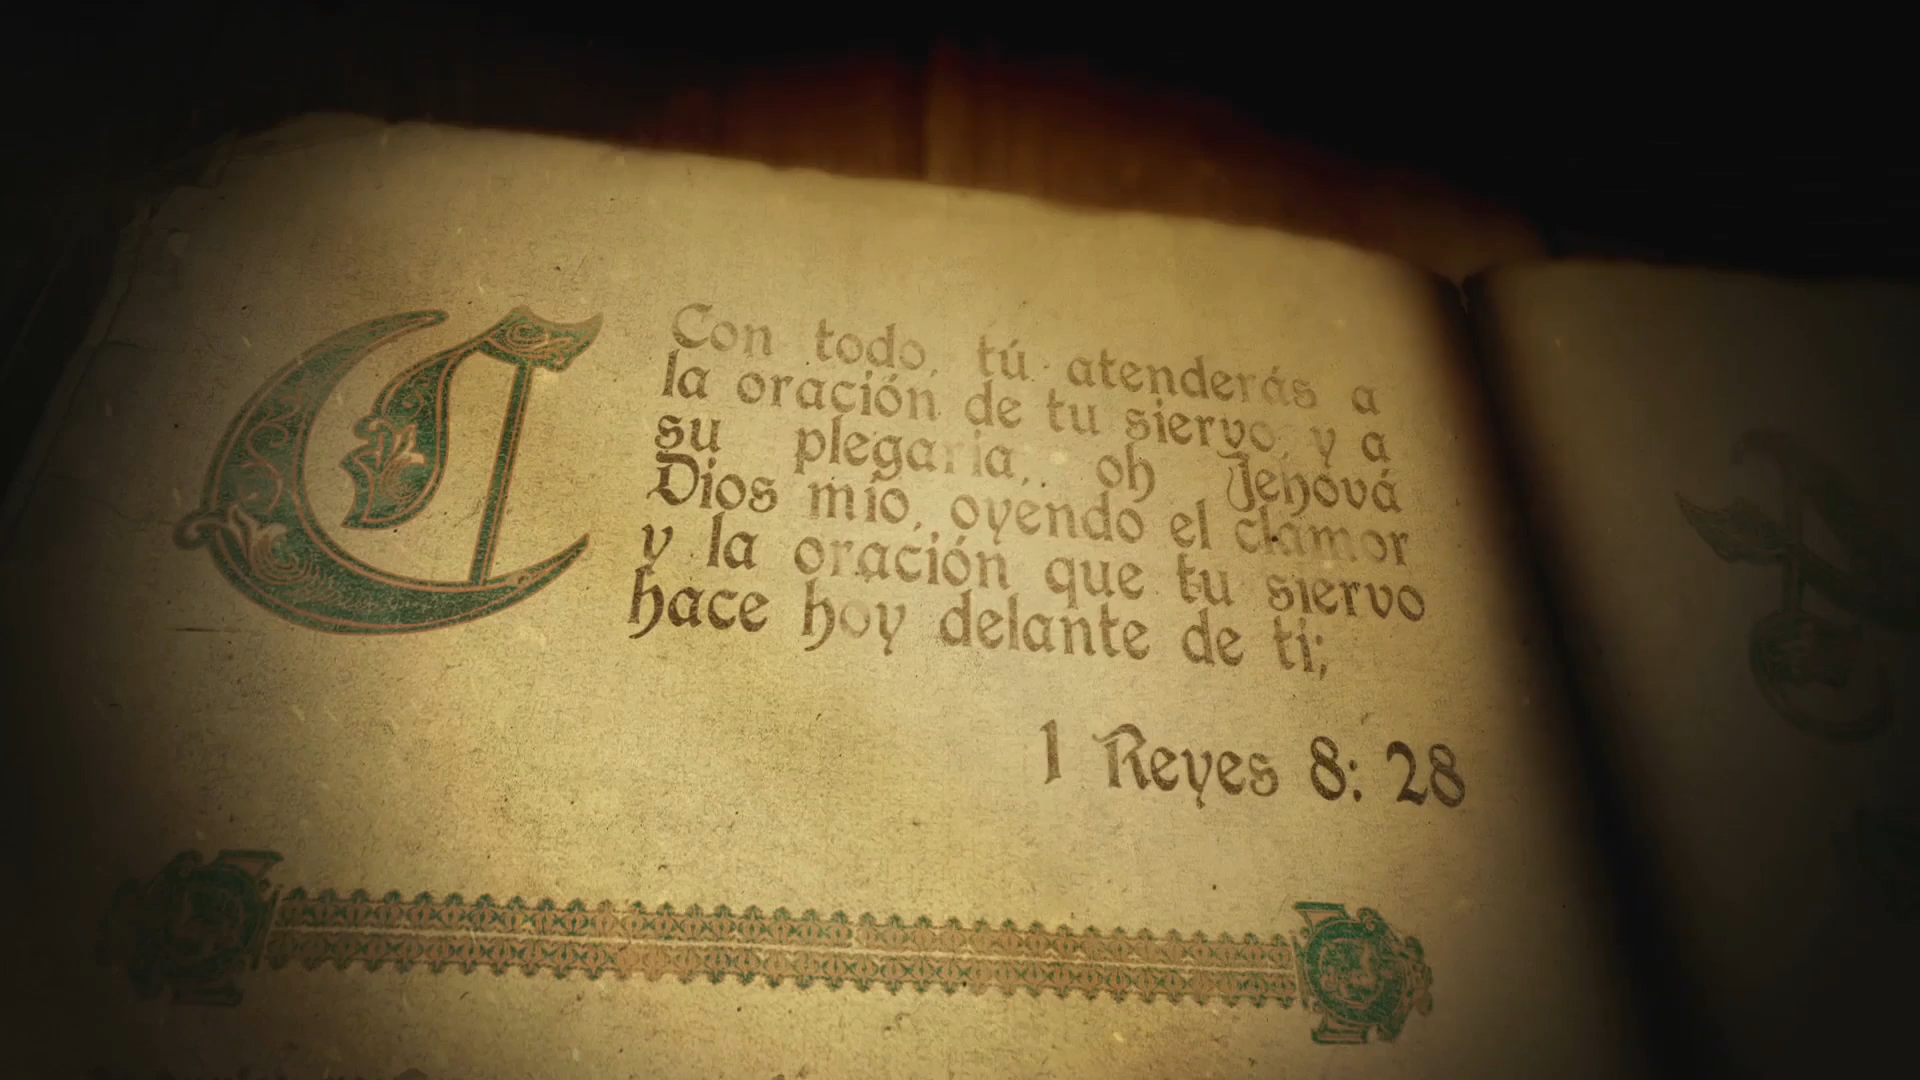 C
Con todo, tú atenderás a
la oración de tu siervo, y a
su plegaria, oh Jehová
Dios mío, oyendo el clamor
y la oración que tu siervo
hace hoy delante de ti;
1 Reyes 8: 28